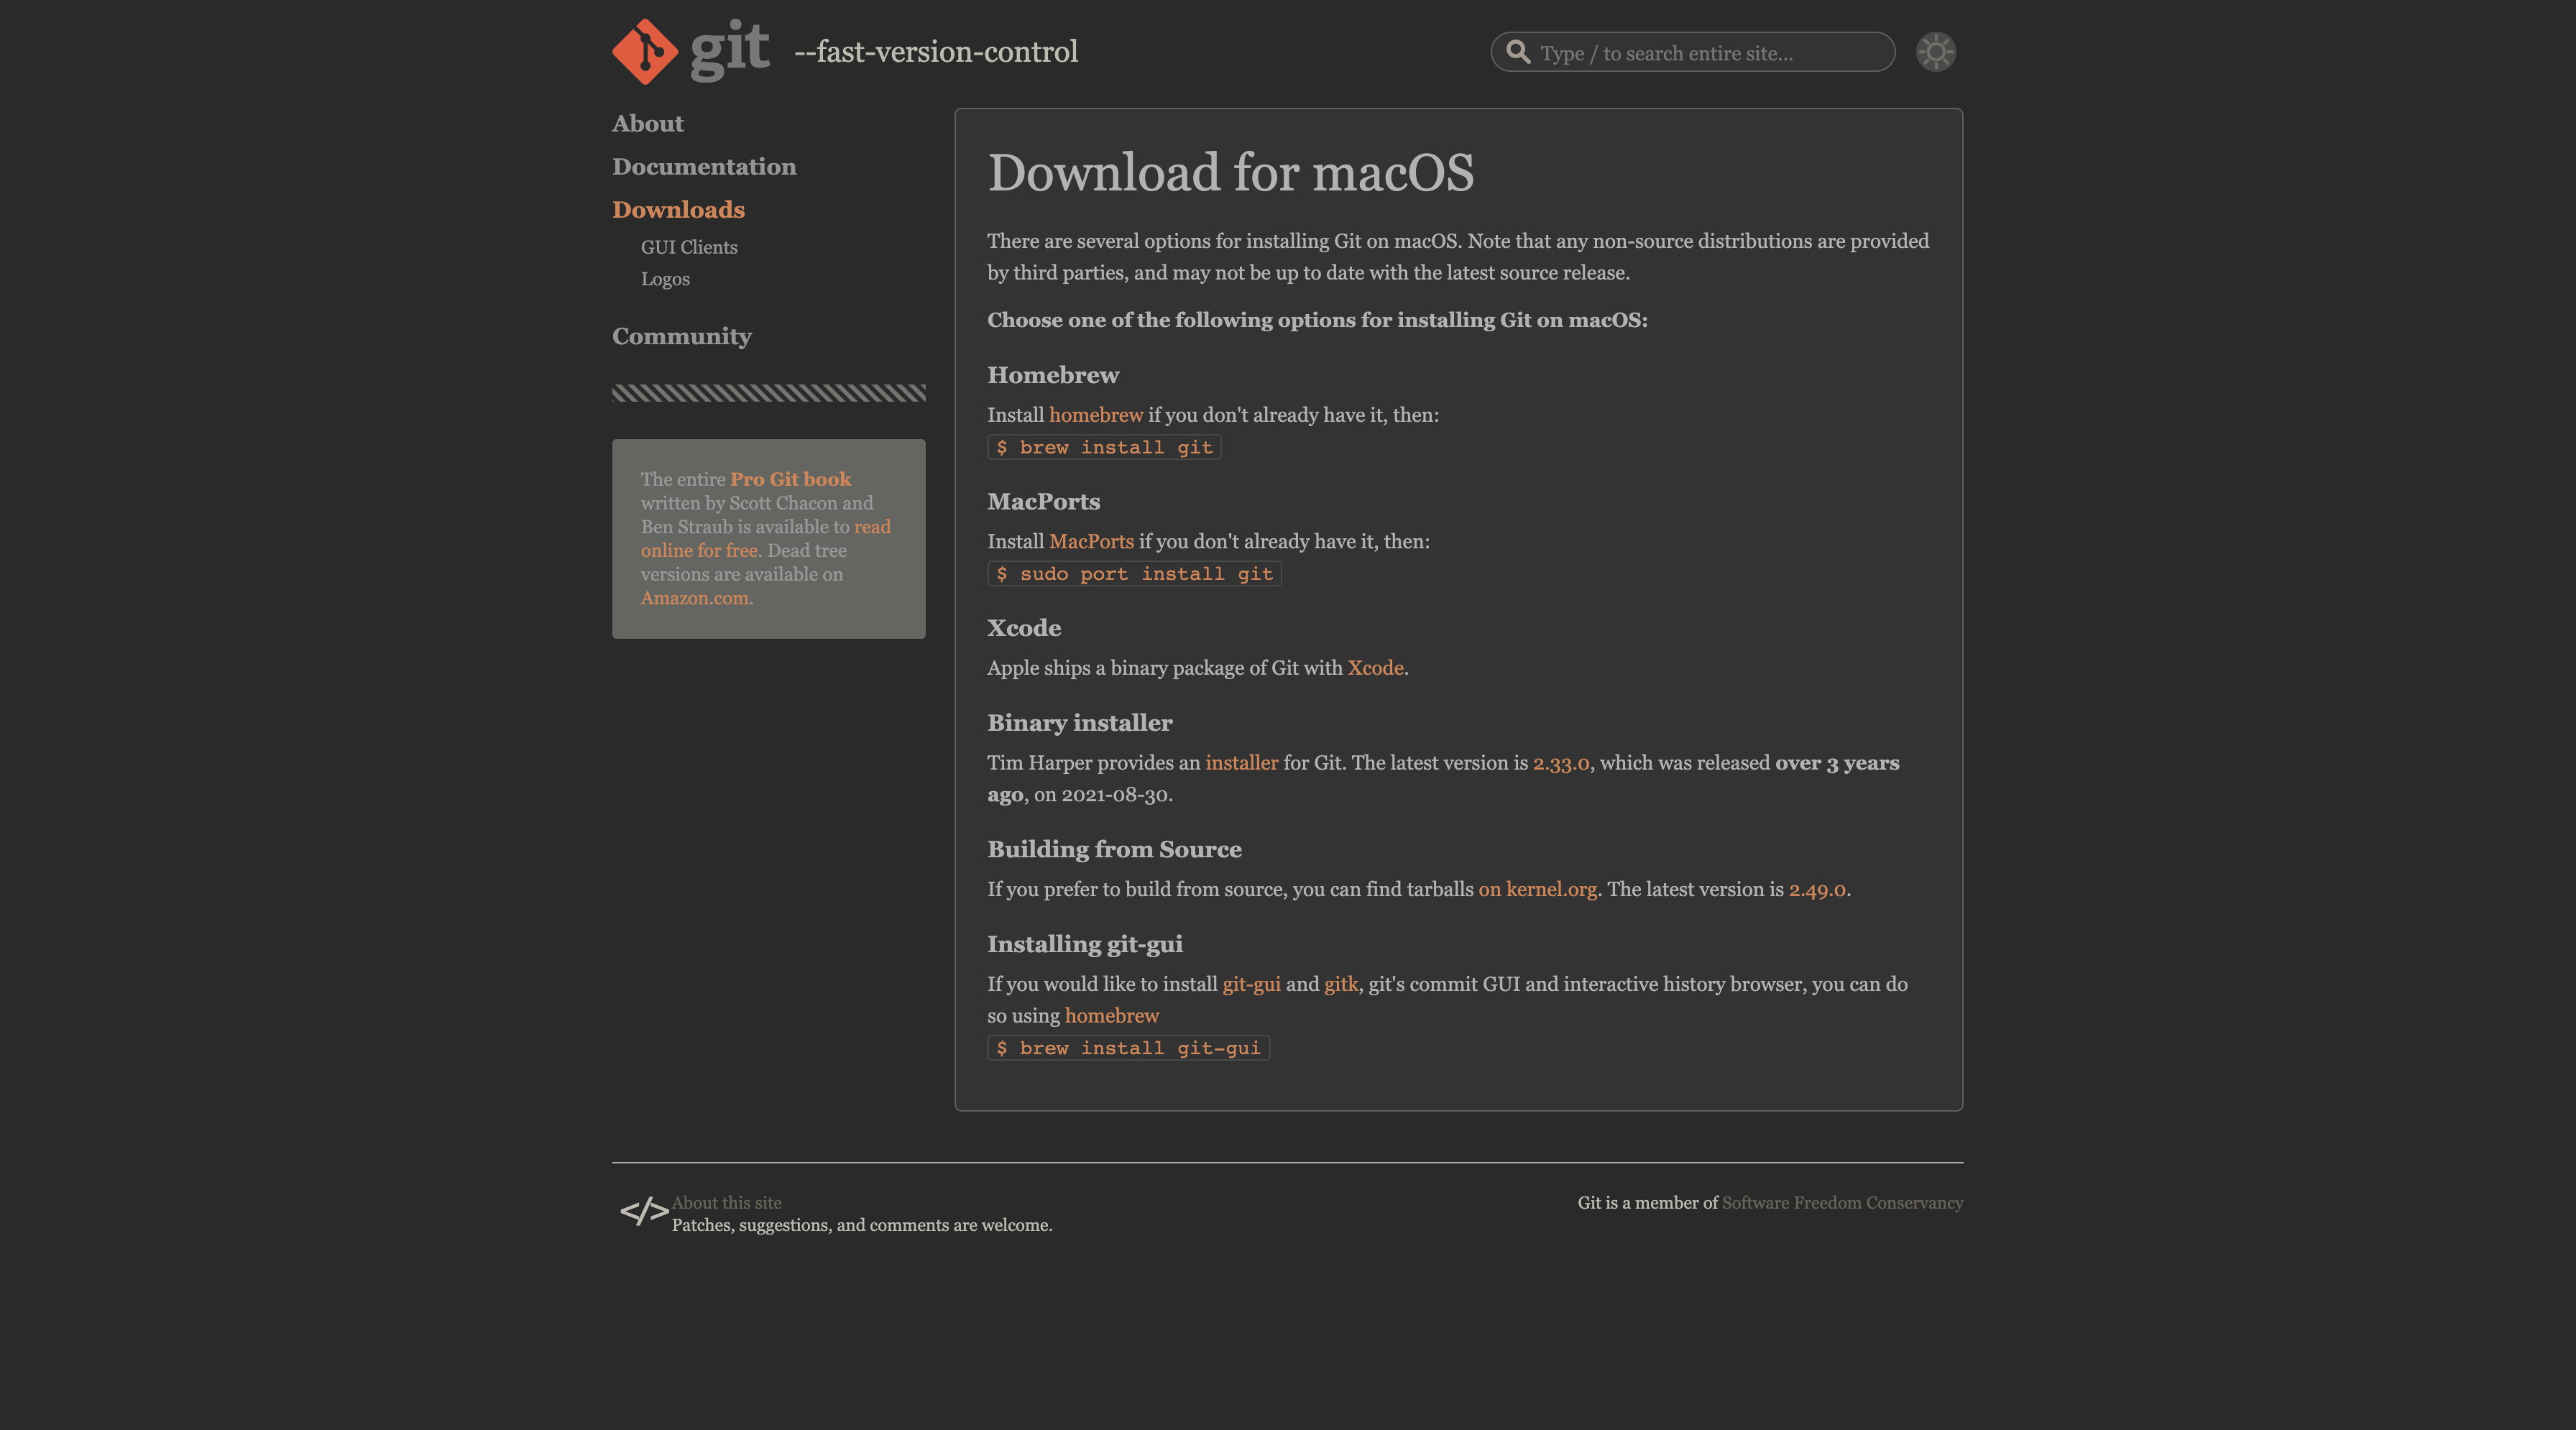 git --fast-version-control
Type / to search entire site...
About
Documentation
Downloads
GUI Clients
Logos
Community
The entire Pro Git book
written by Scott Chacon and
Ben Straub is available to read
online for free. Dead tree
versions are available on
Amazon.com.
Download for macOS
There are several options for installing Git on macOS. Note that any non-source distributions are provided
by third parties, and may not be up to date with the latest source release.
Choose one of the following options for installing Git on macOS:
Homebrew
Install homebrew if you don't already have it, then:
$ brew install git
MacPorts
Install MacPorts if you don't already have it, then:
$ sudo port install git
Xcode
Apple ships a binary package of Git with Xcode.
Binary installer
Tim Harper provides an installer for Git. The latest version is 2.33.0, which was released over 3 years
ago, on 2021-08-30.
Building from Source
If you prefer to build from source, you can find tarballs on kernel.org. The latest version is 2.49.0.
Installing git-gui
If you would like to install git-gui and gitk, git's commit GUI and interactive history browser, you can do
so using homebrew
$ brew install git-gui
</> About this site
Patches, suggestions, and comments are welcome.
Git is a member of Software Freedom Conservancy